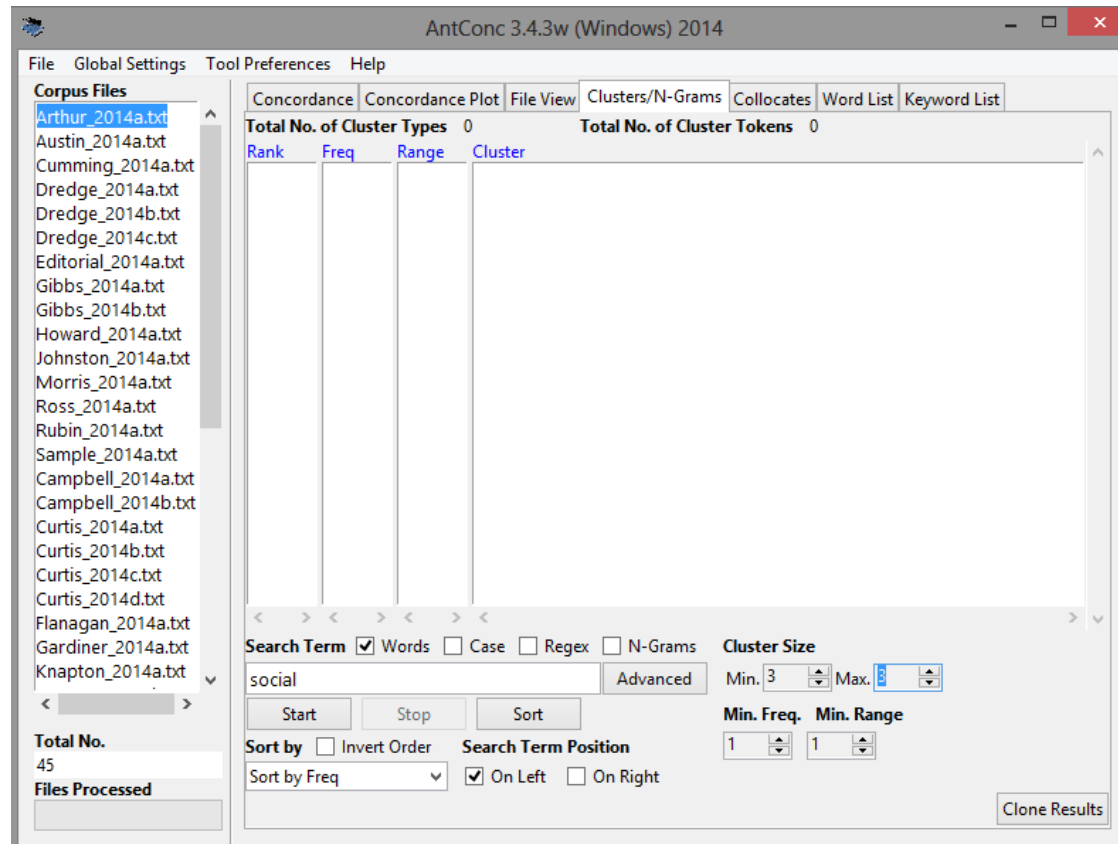 AntConc 3.4.3w (Windows) 2014
File Global Settings Tool Preferences Help
Corpus Files
Arthur_2014a.txt
Austin_2014a.txt
Cumming_2014a.txt
Dredge_2014a.txt
Dredge_2014b.txt
Dredge_2014c.txt
Editorial_2014a.txt
Gibbs_2014a.txt
Gibbs_2014b.txt
Howard_2014a.txt
Johnston_2014a.txt
Morris_2014a.txt
Ross_2014a.txt
Rubin_2014a.txt
Sample_2014a.txt
Campbell_2014a.txt
Campbell_2014b.txt
Curtis_2014a.txt
Curtis_2014b.txt
Curtis_2014c.txt
Curtis_2014d.txt
Flanagan_2014a.txt
Gardiner_2014a.txt
Knapton_2014a.txt
Total No.
45
Files Processed
Concordance Concordance Plot File View Clusters/N-Grams Collocates Word List Keyword List
Total No. of Cluster Types 0 Total No. of Cluster Tokens 0
Rank Freq Range Cluster
Search Term Words Case Regex N-Grams Cluster Size
social Advanced Min. 3 Max. 3
Start Stop Sort Min. Freq. Min. Range
Sort by Invert Order Search Term Position 1 1
Sort by Freq On Left On Right
Clone Results